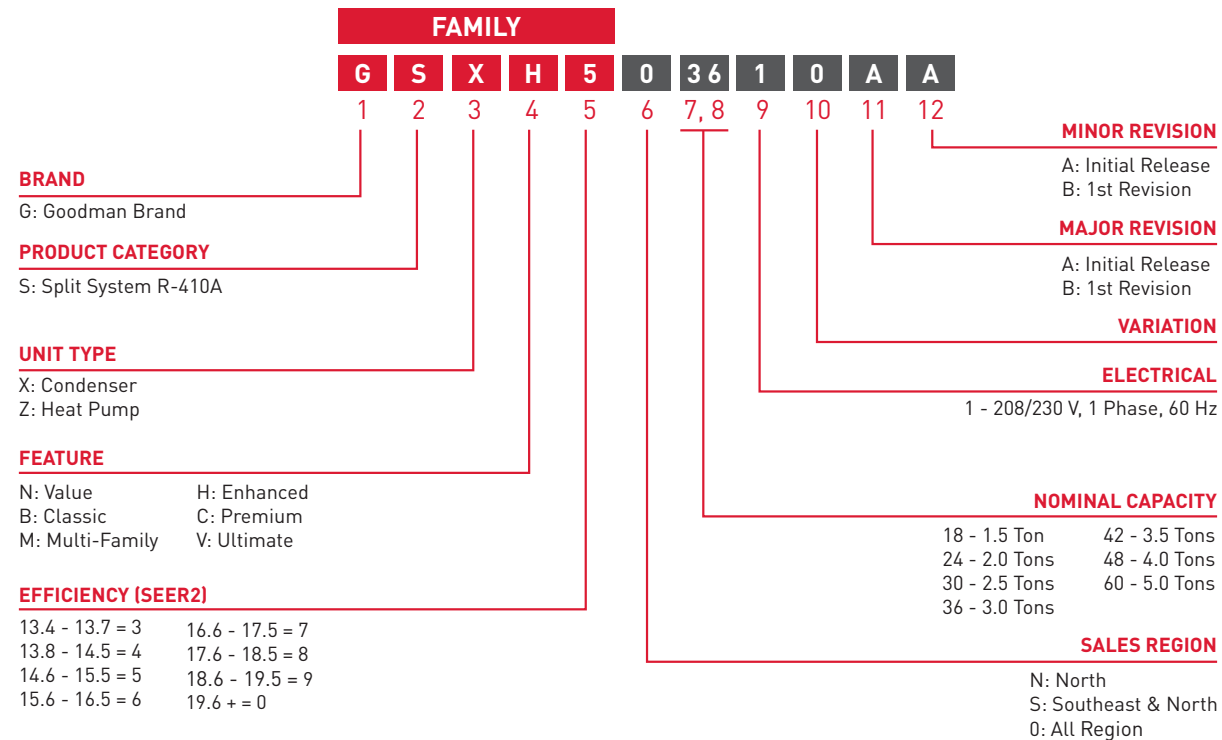 FAMILY
G S X H 5 0 3 6 1 0 A A
1 2 3 4 5 6 7, 8 9 10 11 12
BRAND
G: Goodman Brand
PRODUCT CATEGORY
S: Split System R-410A
UNIT TYPE
X: Condenser
Z: Heat Pump
FEATURE
N: Value
B: Classic
M: Multi-Family
H: Enhanced
C: Premium
V: Ultimate
EFFICIENCY (SEER2)
13.4 - 13.7 = 3
13.8 - 14.5 = 4
14.6 - 15.5 = 5
15.6 - 16.5 = 6
16.6 - 17.5 = 7
17.6 - 18.5 = 8
18.6 - 19.5 = 9
19.6 + = 0
MINOR REVISION
A: Initial Release
B: 1st Revision
MAJOR REVISION
A: Initial Release
B: 1st Revision
VARIATION
ELECTRICAL
1 - 208/230 V, 1 Phase, 60 Hz
NOMINAL CAPACITY
18 - 1.5 Ton
24 - 2.0 Tons
30 - 2.5 Tons
36 - 3.0 Tons
42 - 3.5 Tons
48 - 4.0 Tons
60 - 5.0 Tons
SALES REGION
N: North
S: Southeast & North
0: All Region